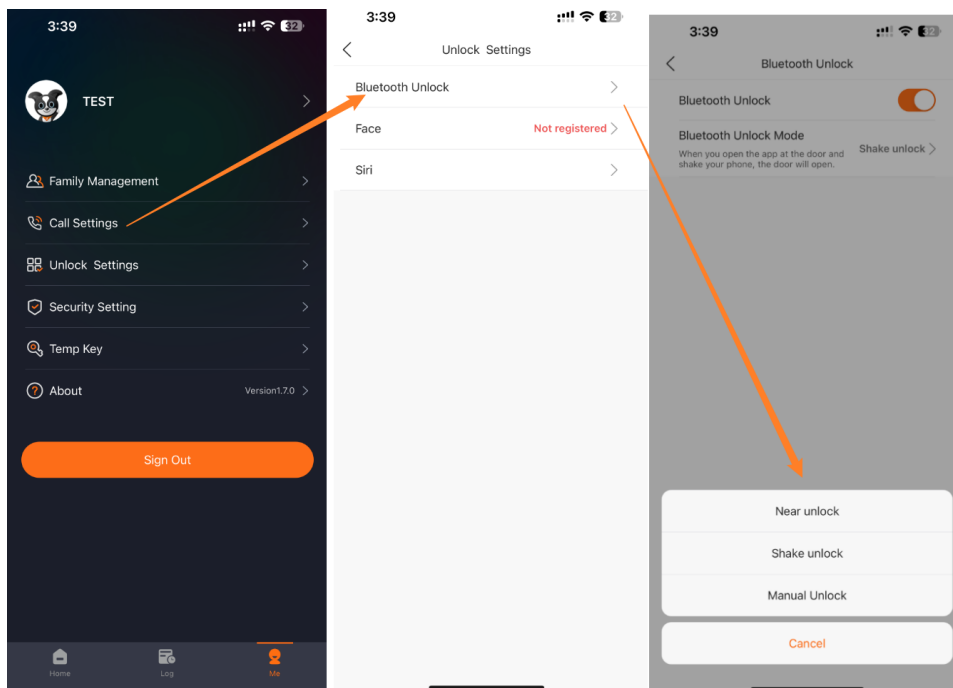 3:39
32
TEST
Family Management
Call Settings
Unlock Settings
Security Setting
Temp Key
About
Version1.7.0
Sign Out
Home
Log
Me
3:39
32
Unlock Settings
Bluetooth Unlock
Face
Not registered
Siri
3:39
32
Bluetooth Unlock
Bluetooth Unlock
Bluetooth Unlock Mode
When you open the app at the door and
shake your phone, the door will open.
Shake unlock
Near unlock
Shake unlock
Manual Unlock
Cancel